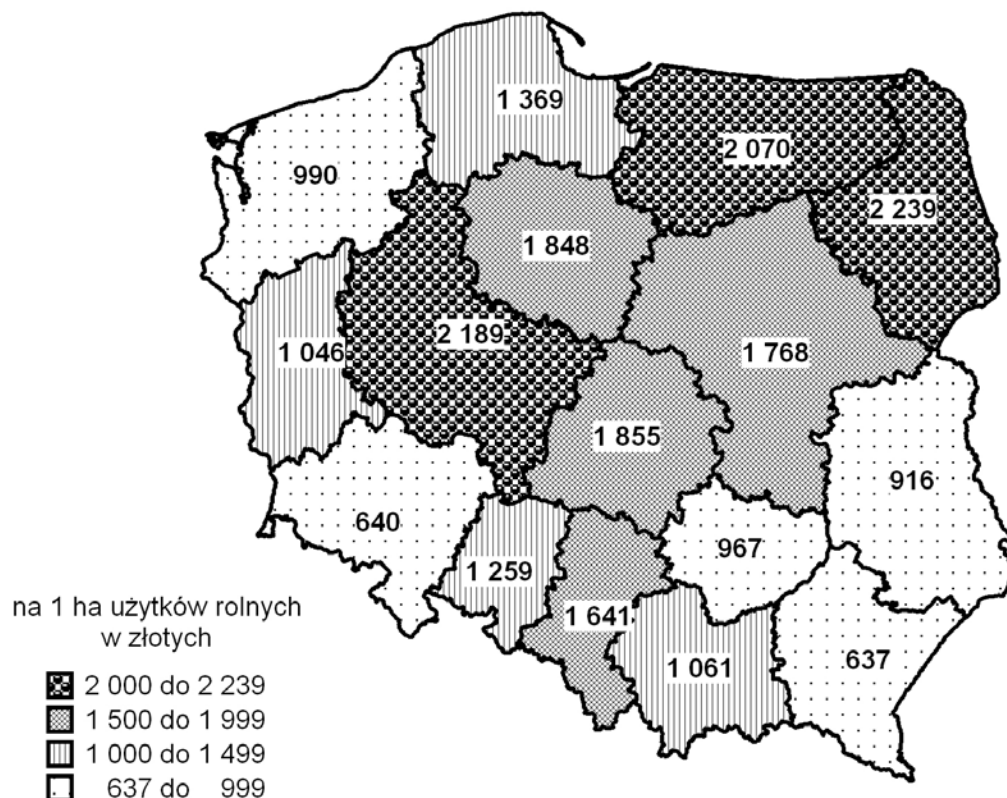 1 369
2 070
990
2 239
1 848
2 189
1 046
1 768
1 855
916
640
967
1 259
1 641
637
1 061
na 1 ha użytków rolnych
w złotych
2 000 do 2 239
1 500 do 1 999
1 000 do 1 499
637 do 999